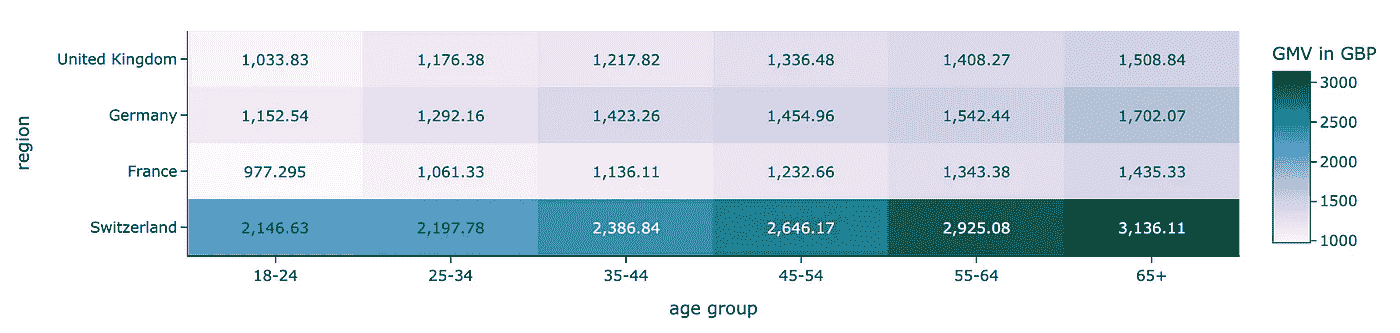 GMV in GBP
United Kingdom 1,033.83 1,176.38 1,217.82 1,336.48 1,408.27 1,508.84
3000
Germany 1,152.54 1,292.16 1,423.26 1,454.96 1,542.44 1,702.07
2500
region
2000
France 977.295 1,061.33 1,136.11 1,232.66 1,343.38 1,435.33
1500
Switzerland 2,146.63 2,197.78 2,386.84 2,646.17 2,925.08 3,136.11
1000
18-24 25-34 35-44 45-54 55-64 65+
age group